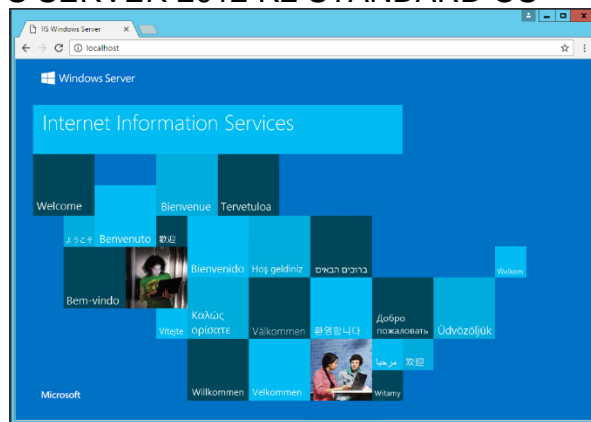 IIS Windows Server
localhost
Windows Server
Internet Information Services
Welcome
Bienvenue
Tervetuloa
ようこそ
Benvenuto
歡迎
Bienvenido
Hoş geldiniz
ברוכים הבאים
Welkom
Bem-vindo
Vítejte
Καλώς
ορίσατε
Välkommen
환영합니다
Добро
пожаловать
Üdvözöljük
مرحبا
欢迎
Microsoft
Willkommen
Velkommen
Witamy